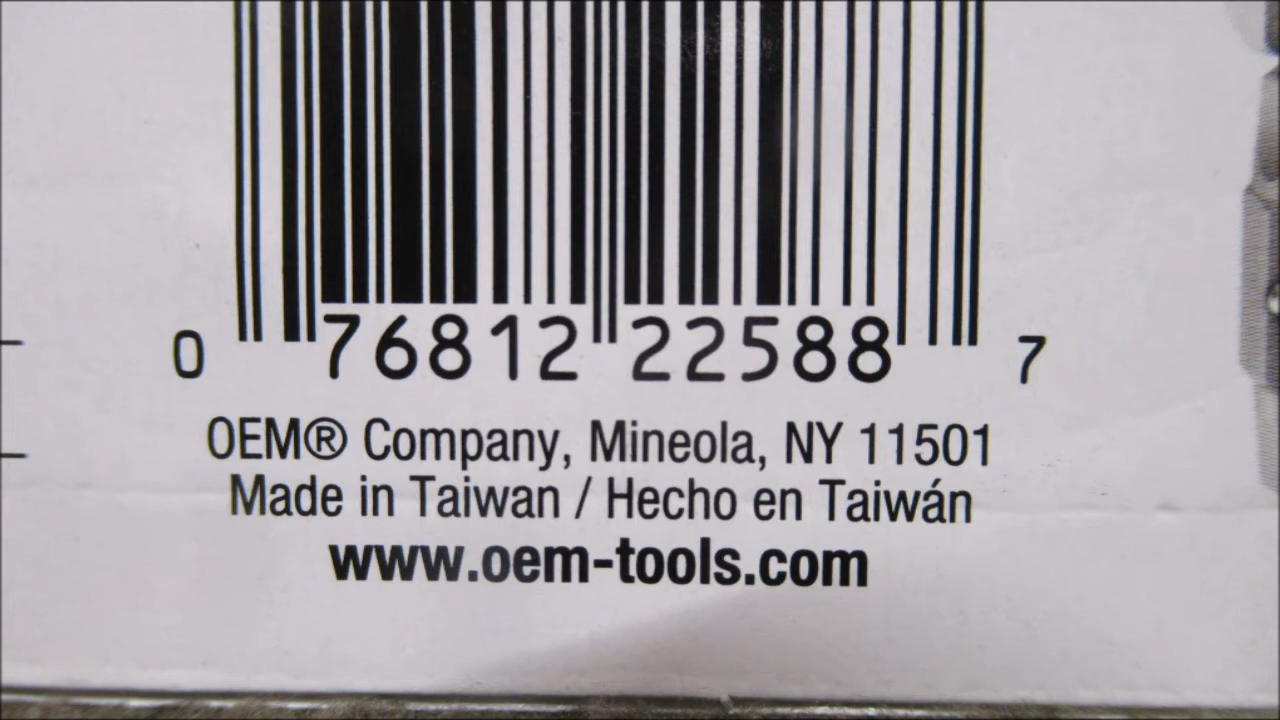 0 76812 22588 7
OEM® Company, Mineola, NY 11501
Made in Taiwan / Hecho en Taiwán
www.oem-tools.com